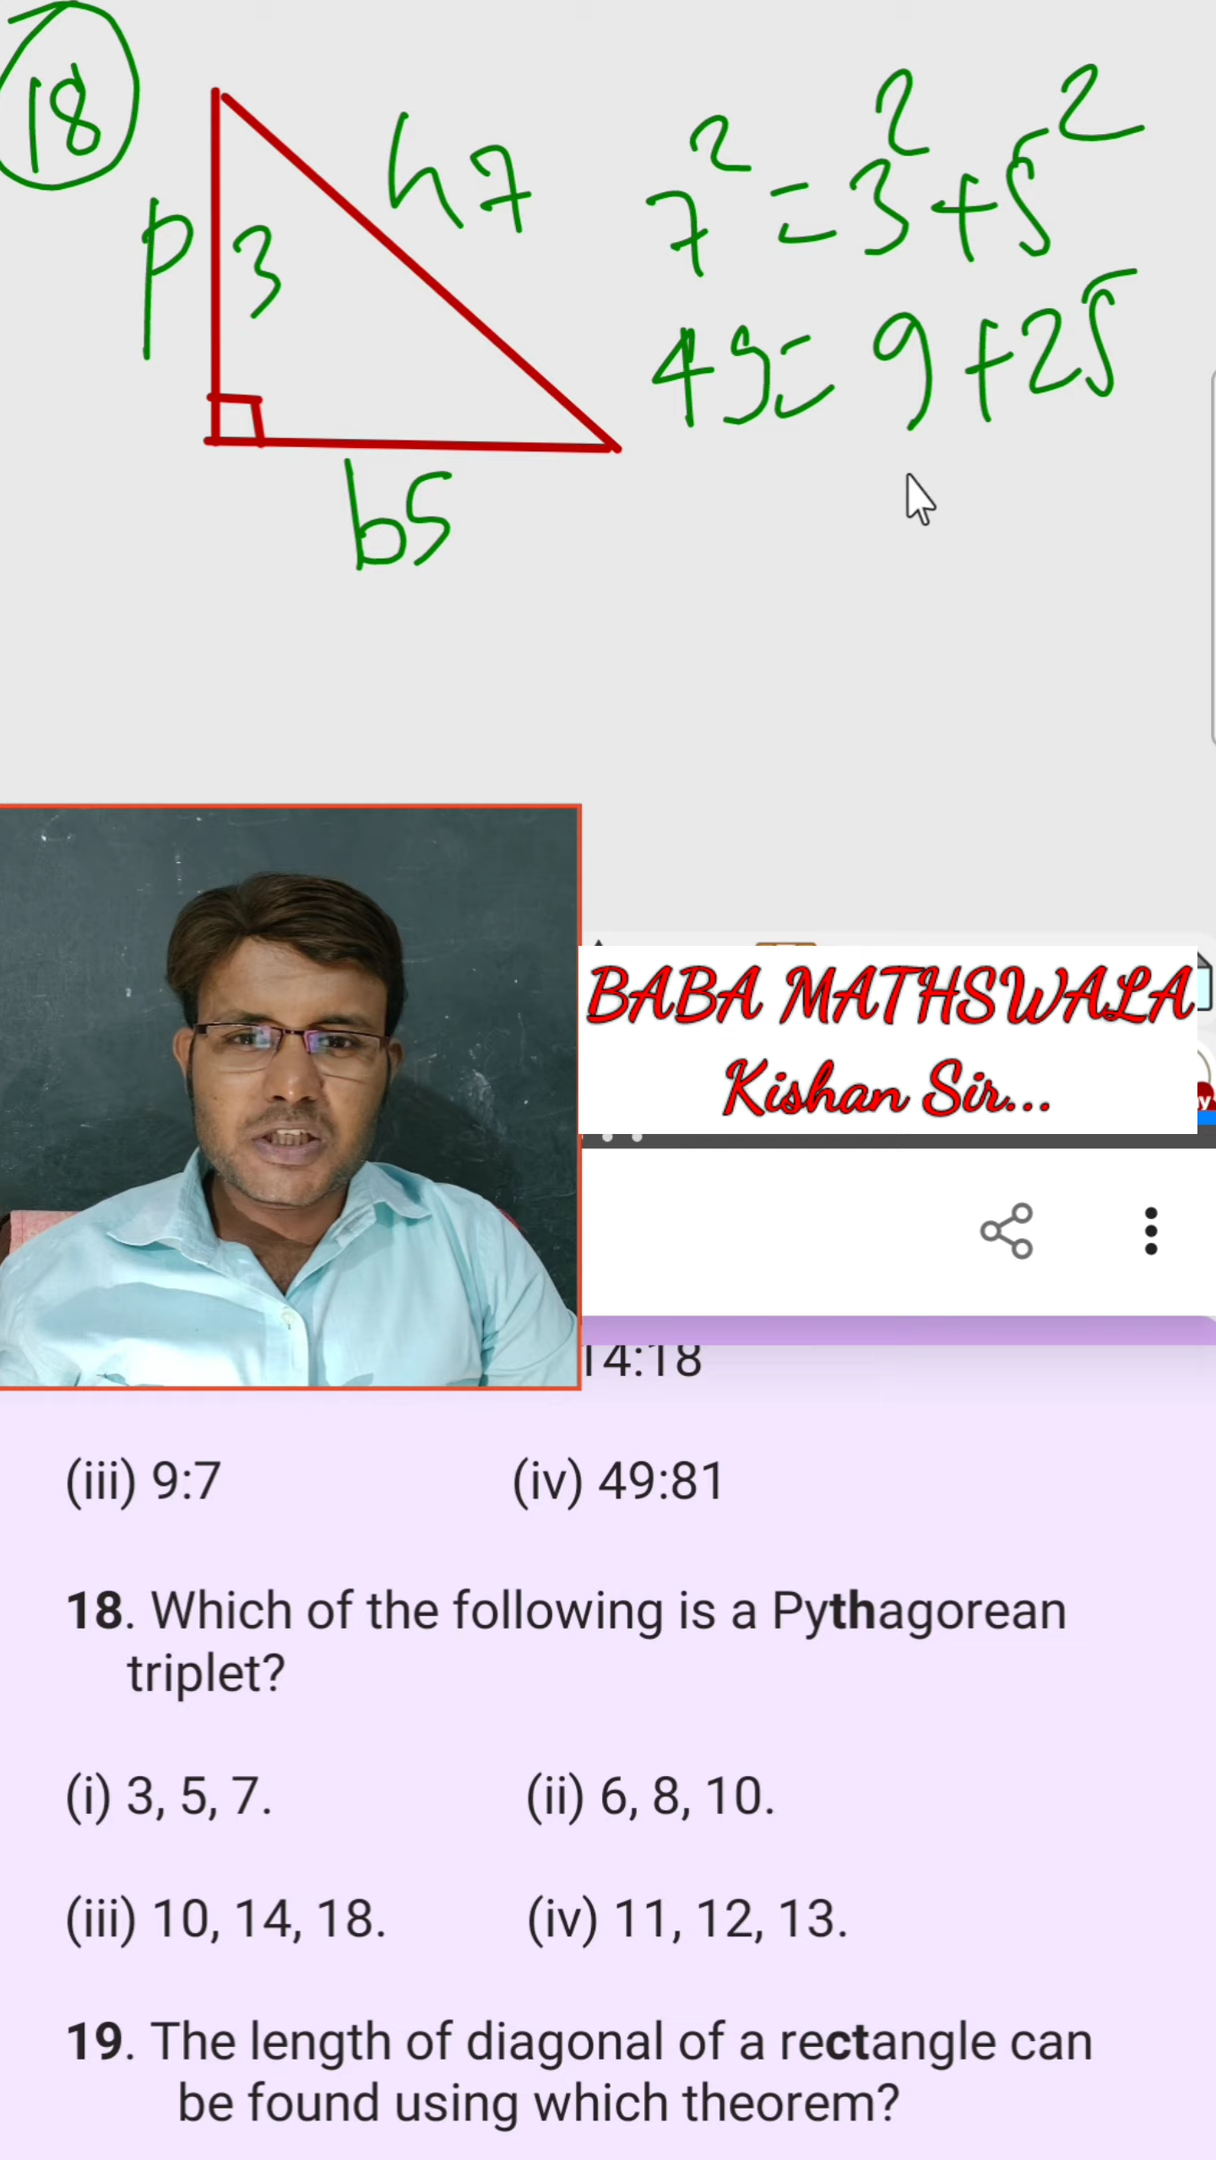 18
h7
7² = 3² + 5²
p 3
49 = 9 + 25
b5
BABA MATHSWALA
Kishan Sir...
14:18
(iii) 9:7 (iv) 49:81
18. Which of the following is a Pythagorean
triplet?
(i) 3, 5, 7. (ii) 6, 8, 10.
(iii) 10, 14, 18. (iv) 11, 12, 13.
19. The length of diagonal of a rectangle can
be found using which theorem?